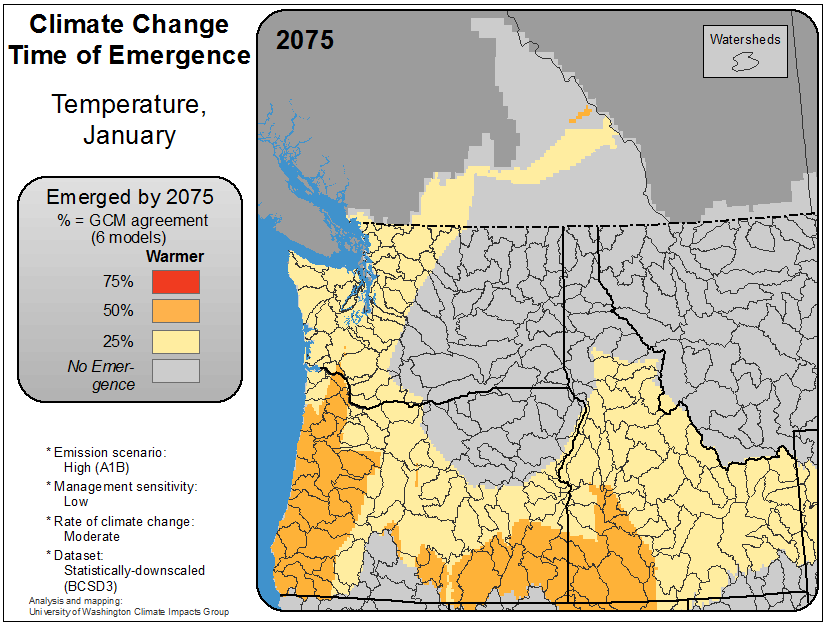 Climate Change
Time of Emergence
Temperature,
January
Emerged by 2075
% = GCM agreement
(6 models)
Warmer
75%
50%
25%
No Emer-
gence
* Emission scenario:
High (A1B)
* Management sensitivity:
Low
* Rate of climate change:
Moderate
* Dataset:
Statistically-downscaled
(BCSD3)
Analysis and mapping:
University of Washington Climate Impacts Group
2075
Watersheds